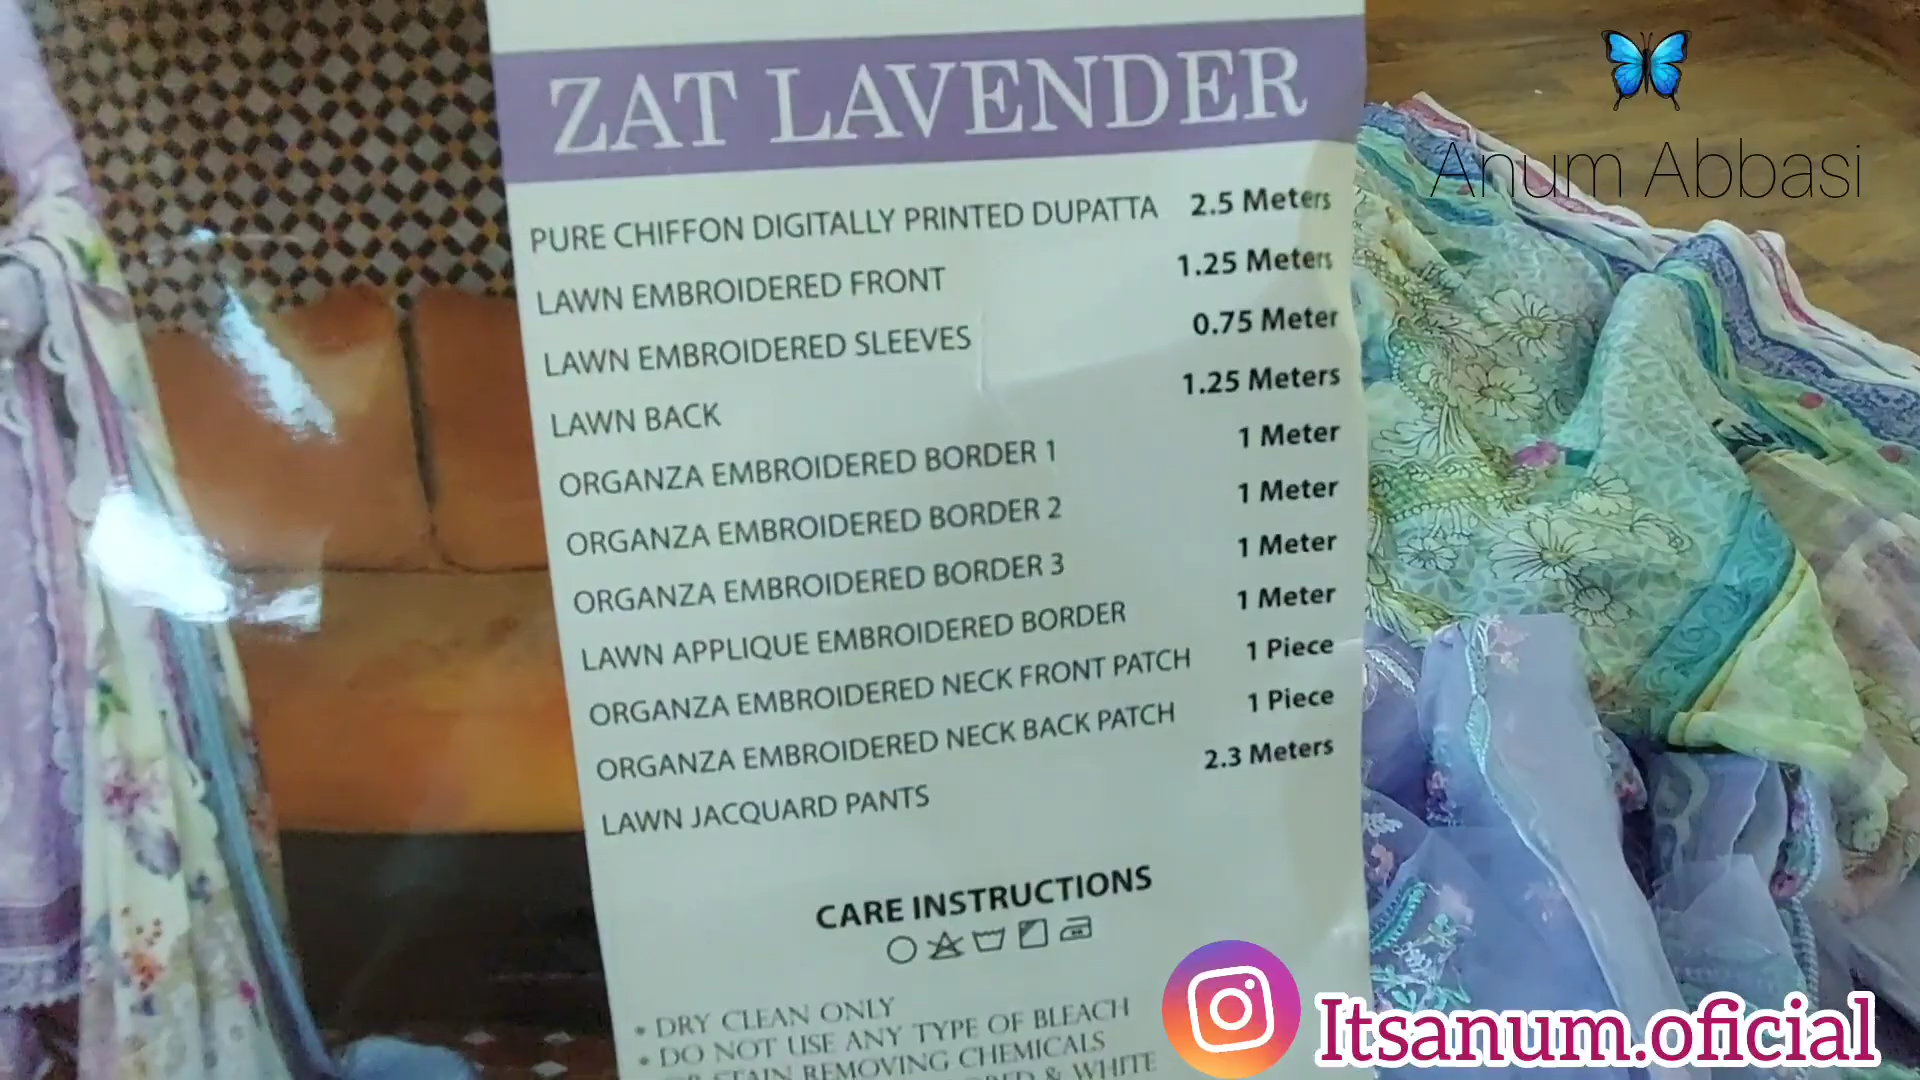 ZAT LAVENDER
Anum Abbasi
PURE CHIFFON DIGITALLY PRINTED DUPATTA 2.5 Meters
LAWN EMBROIDERED FRONT 1.25 Meters
LAWN EMBROIDERED SLEEVES 0.75 Meter
LAWN BACK 1.25 Meters
ORGANZA EMBROIDERED BORDER 1 1 Meter
ORGANZA EMBROIDERED BORDER 2 1 Meter
ORGANZA EMBROIDERED BORDER 3 1 Meter
LAWN APPLIQUE EMBROIDERED BORDER 1 Meter
ORGANZA EMBROIDERED NECK FRONT PATCH 1 Piece
ORGANZA EMBROIDERED NECK BACK PATCH 1 Piece
LAWN JACQUARD PANTS 2.3 Meters
CARE INSTRUCTIONS
• DRY CLEAN ONLY
• DO NOT USE ANY TYPE OF BLEACH
STAIN REMOVING CHEMICALS
& WHITE
Itsanum.oficial